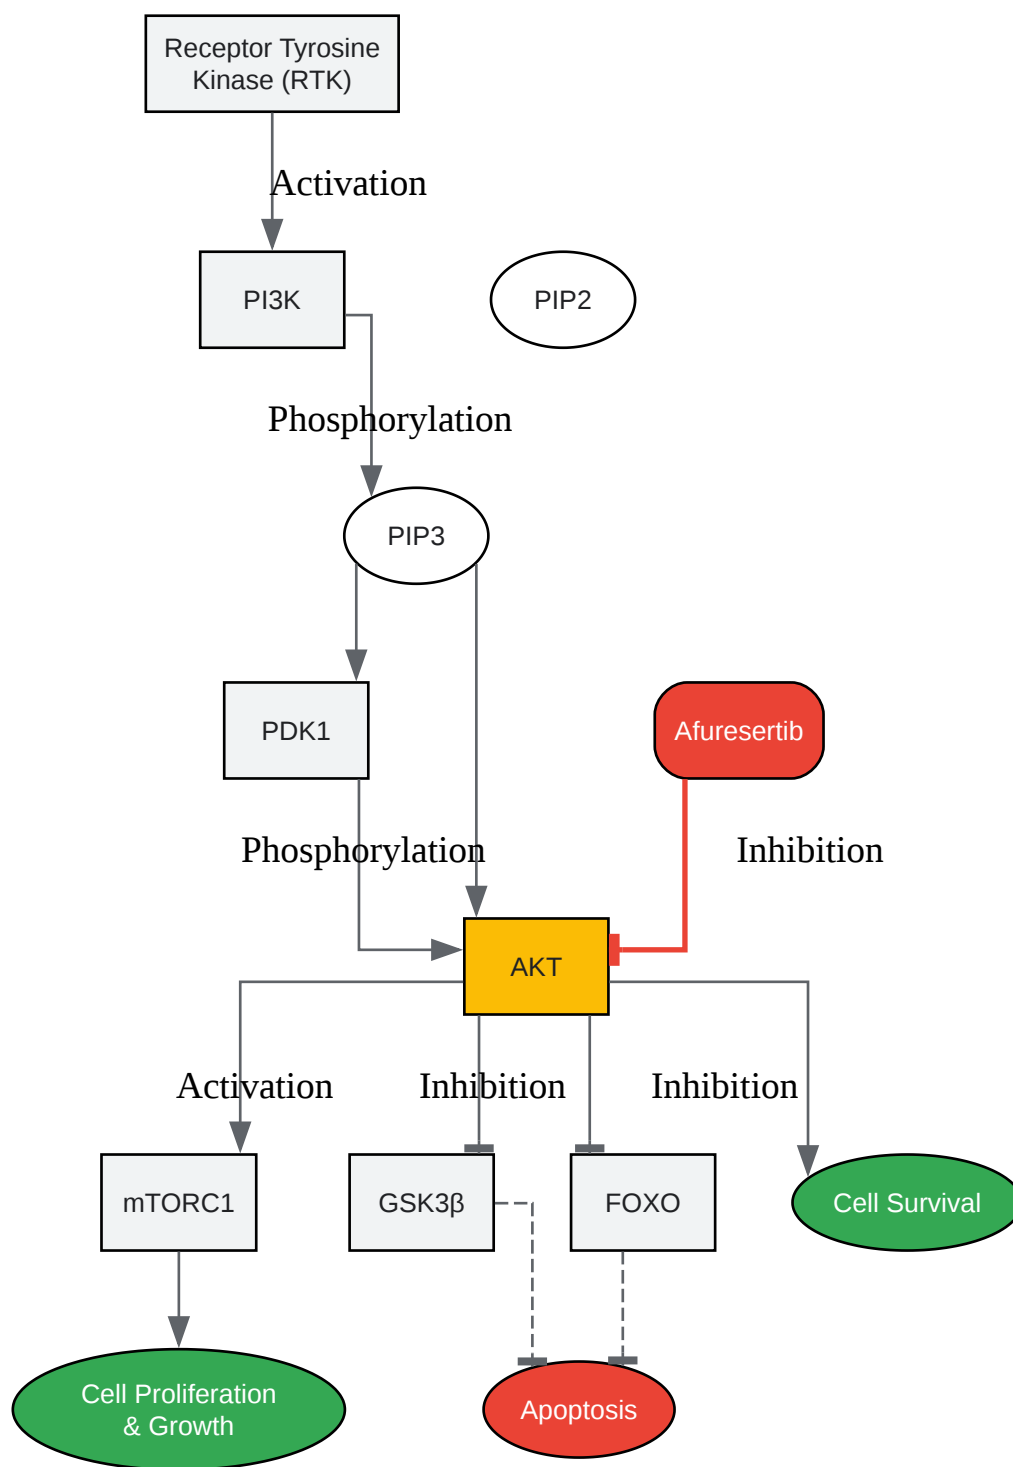 Receptor Tyrosine
Kinase (RTK)
Activation
PI3K
PIP2
Phosphorylation
PIP3
PDK1
Afuresertib
Phosphorylation
Inhibition
AKT
Activation
Inhibition
Inhibition
mTORC1
GSK3β
FOXO
Cell Survival
Cell Proliferation
& Growth
Apoptosis